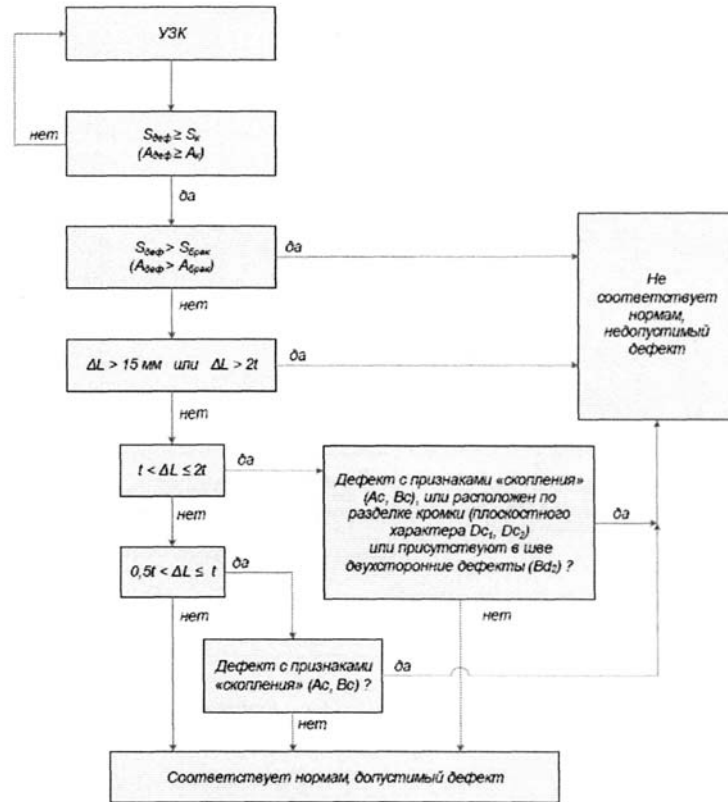 УЗК
нет
Sдеф ≥ Sк
(Aдеф ≥ Aк)
да
Sдеф > Sбрак
(Aдеф > Aбрак)
да
нет
Не
соответствует
нормам,
недопустимый
дефект
ΔL > 15 мм или ΔL > 2t
да
нет
t < ΔL ≤ 2t
да
Дефект с признаками «скопления»
(Ac, Bc), или расположен по
разделке кромки (плоскостного
характера Dc₁, Dc₂)
или присутствуют в шве
двухсторонние дефекты (Bd₂) ?
да
нет
0,5t < ΔL ≤ t
да
нет
нет
Дефект с признаками
«скопления» (Ac, Bc) ?
да
нет
Соответствует нормам, допустимый дефект